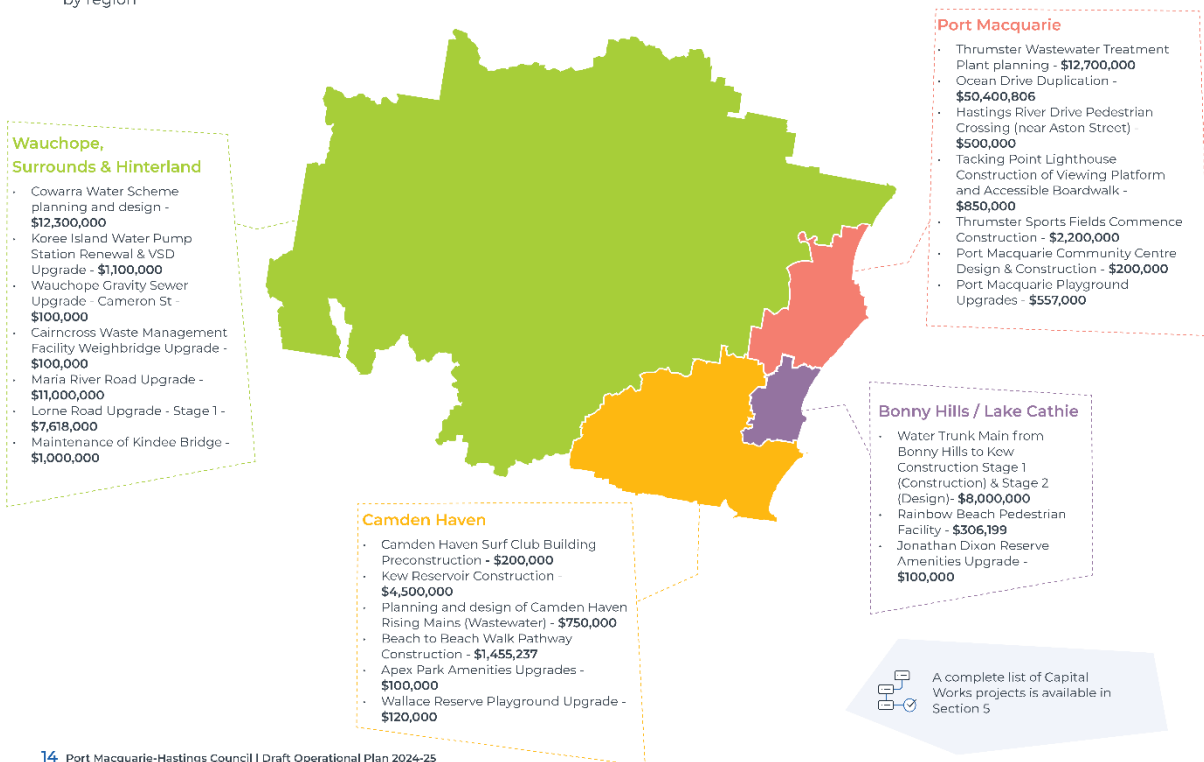 by region
Port Macquarie
• Thrumster Wastewater Treatment
Plant planning - $12,700,000
• Ocean Drive Duplication -
$50,400,806
• Hastings River Drive Pedestrian
Crossing (near Aston Street) -
$500,000
• Tacking Point Lighthouse
Construction of Viewing Platform
and Accessible Boardwalk -
$850,000
• Thrumster Sports Fields Commence
Construction - $2,200,000
• Port Macquarie Community Centre
Design & Construction - $200,000
• Port Macquarie Playground
Upgrades - $557,000
Wauchope,
Surrounds & Hinterland
• Cowarra Water Scheme
planning and design -
$12,300,000
• Koree Island Water Pump
Station Renewal & VSD
Upgrade - $1,100,000
• Wauchope Gravity Sewer
Upgrade - Cameron St -
$100,000
• Cairncross Waste Management
Facility Weighbridge Upgrade -
$100,000
• Maria River Road Upgrade -
$11,000,000
• Lorne Road Upgrade - Stage 1 -
$7,618,000
• Maintenance of Kindee Bridge -
$1,000,000
Bonny Hills / Lake Cathie
• Water Trunk Main from
Bonny Hills to Kew
Construction Stage 1
(Construction) & Stage 2
(Design)- $8,000,000
• Rainbow Beach Pedestrian
Facility - $306,199
• Jonathan Dixon Reserve
Amenities Upgrade -
$100,000
Camden Haven
• Camden Haven Surf Club Building
Preconstruction - $200,000
• Kew Reservoir Construction -
$4,500,000
• Planning and design of Camden Haven
Rising Mains (Wastewater) - $750,000
• Beach to Beach Walk Pathway
Construction - $1,455,237
• Apex Park Amenities Upgrades -
$100,000
• Wallace Reserve Playground Upgrade -
$120,000
A complete list of Capital
Works projects is available in
Section 5
14 Port Macquarie-Hastings Council | Draft Operational Plan 2024-25